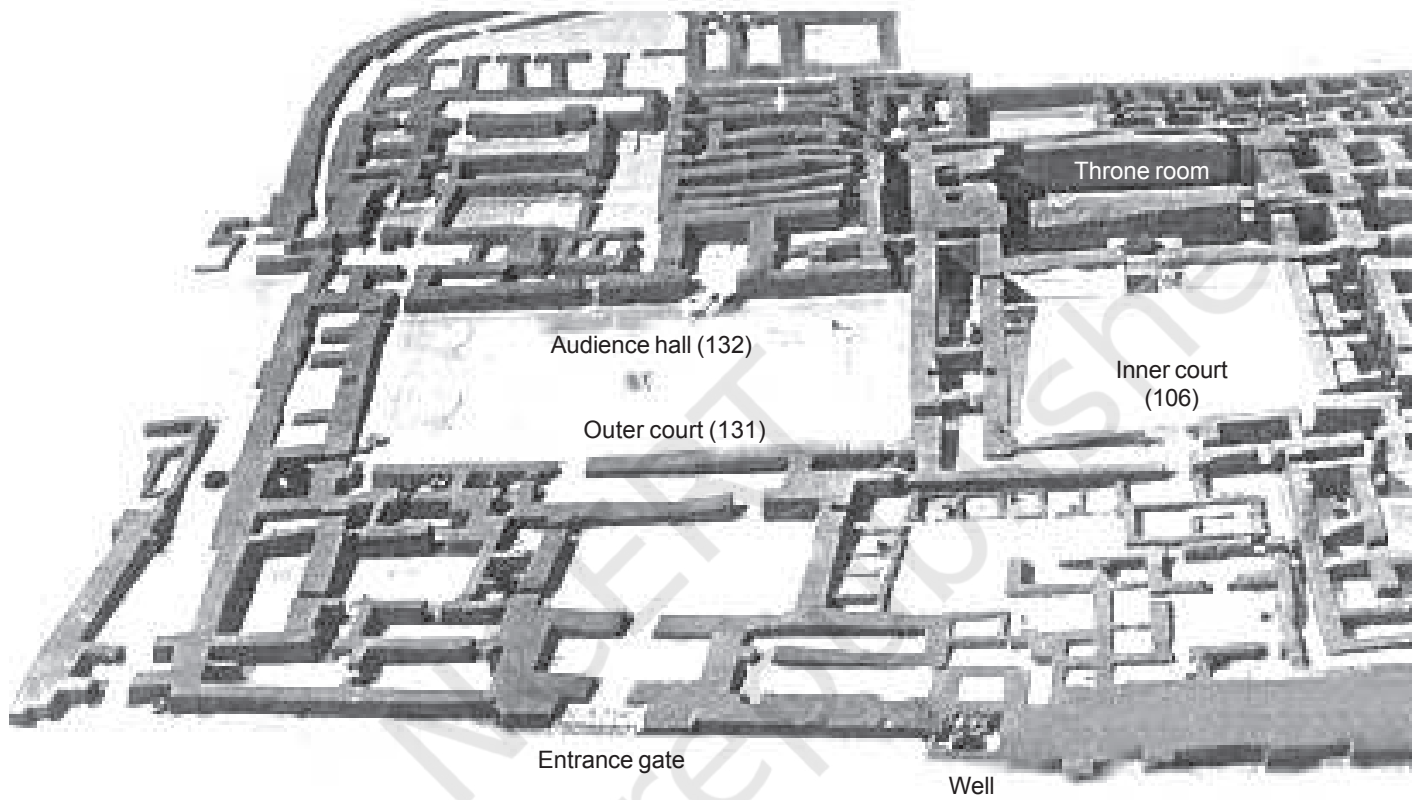 Throne room
Audience hall (132)
Inner court
(106)
Outer court (131)
Entrance gate
Well